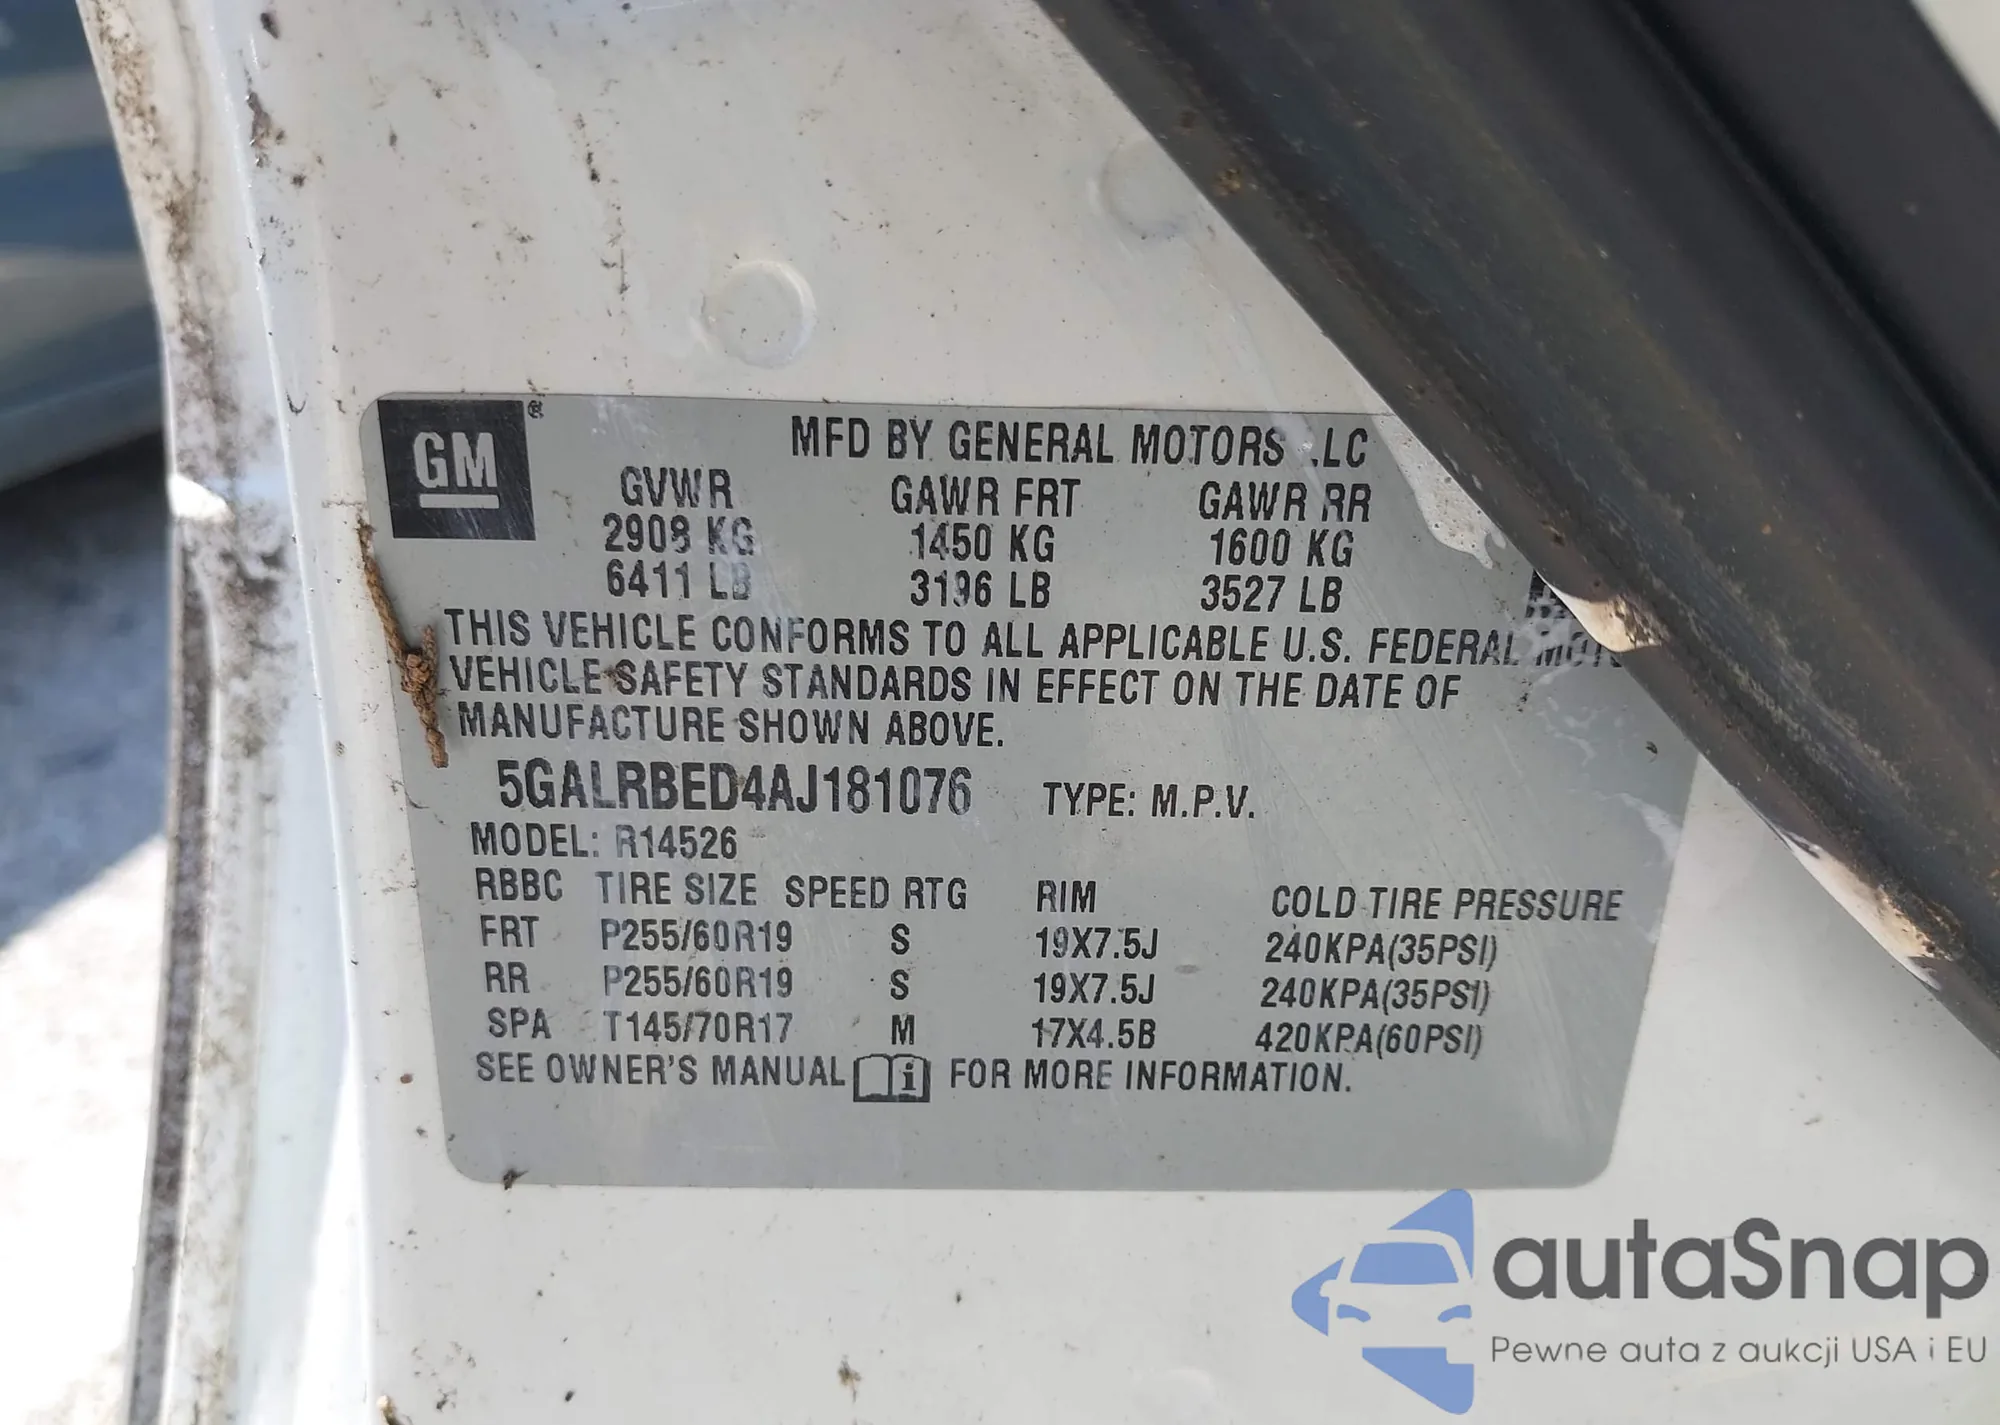 GM ®
MFD BY GENERAL MOTORS LC
GVWR GAWR FRT GAWR RR
2908 KG 1450 KG 1600 KG
6411 LB 3196 LB 3527 LB
THIS VEHICLE CONFORMS TO ALL APPLICABLE U.S. FEDERAL
VEHICLE SAFETY STANDARDS IN EFFECT ON THE DATE OF
MANUFACTURE SHOWN ABOVE.
5GALRBED4AJ181076 TYPE: M.P.V.
MODEL: R14526
RBBC TIRE SIZE SPEED RTG RIM COLD TIRE PRESSURE
FRT P255/60R19 S 19X7.5J 240KPA(35PSI)
RR P255/60R19 S 19X7.5J 240KPA(35PSI)
SPA T145/70R17 M 17X4.5B 420KPA(60PSI)
SEE OWNER'S MANUAL i FOR MORE INFORMATION.
autaSnap
Pewne auta z aukcji USA i EU